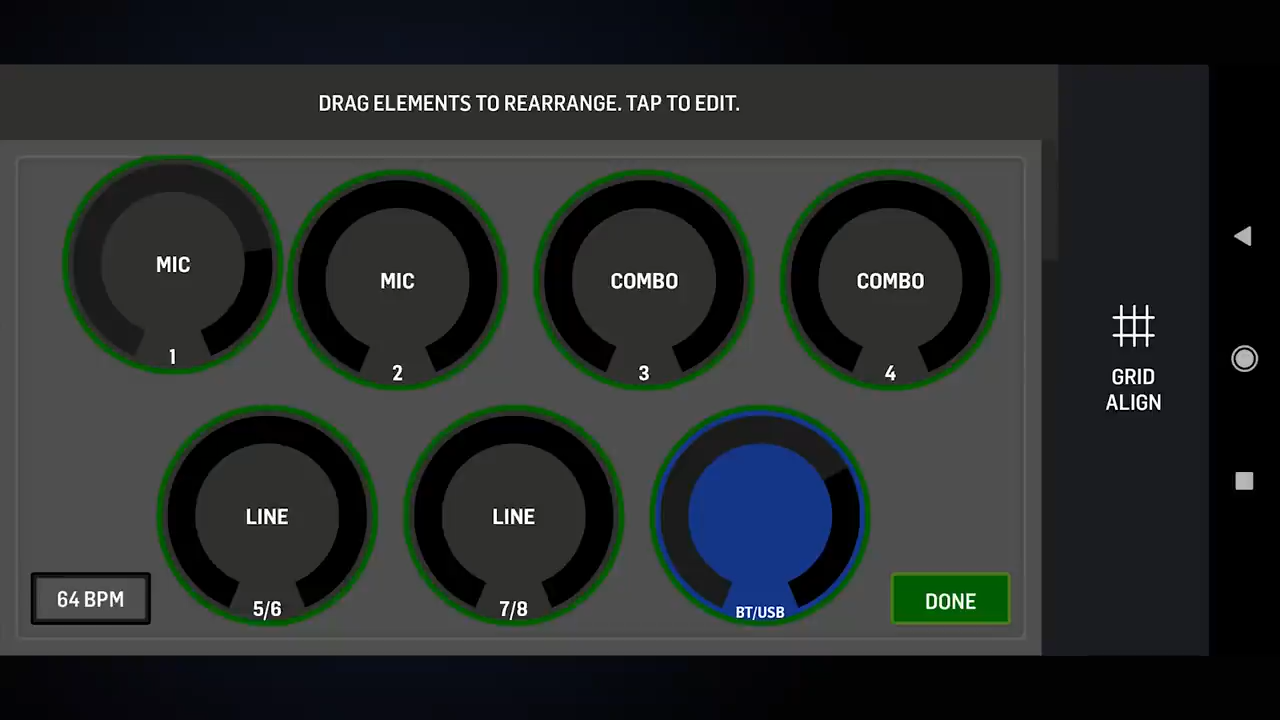 DRAG ELEMENTS TO REARRANGE. TAP TO EDIT.
MIC
1
MIC
2
COMBO
3
COMBO
4
GRID
ALIGN
LINE
5/6
LINE
7/8
BT/USB
64 BPM
DONE